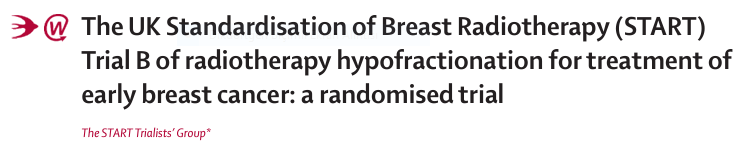 The UK Standardisation of Breast Radiotherapy (START)
Trial B of radiotherapy hypofractionation for treatment of
early breast cancer: a randomised trial
The START Trialists' Group*